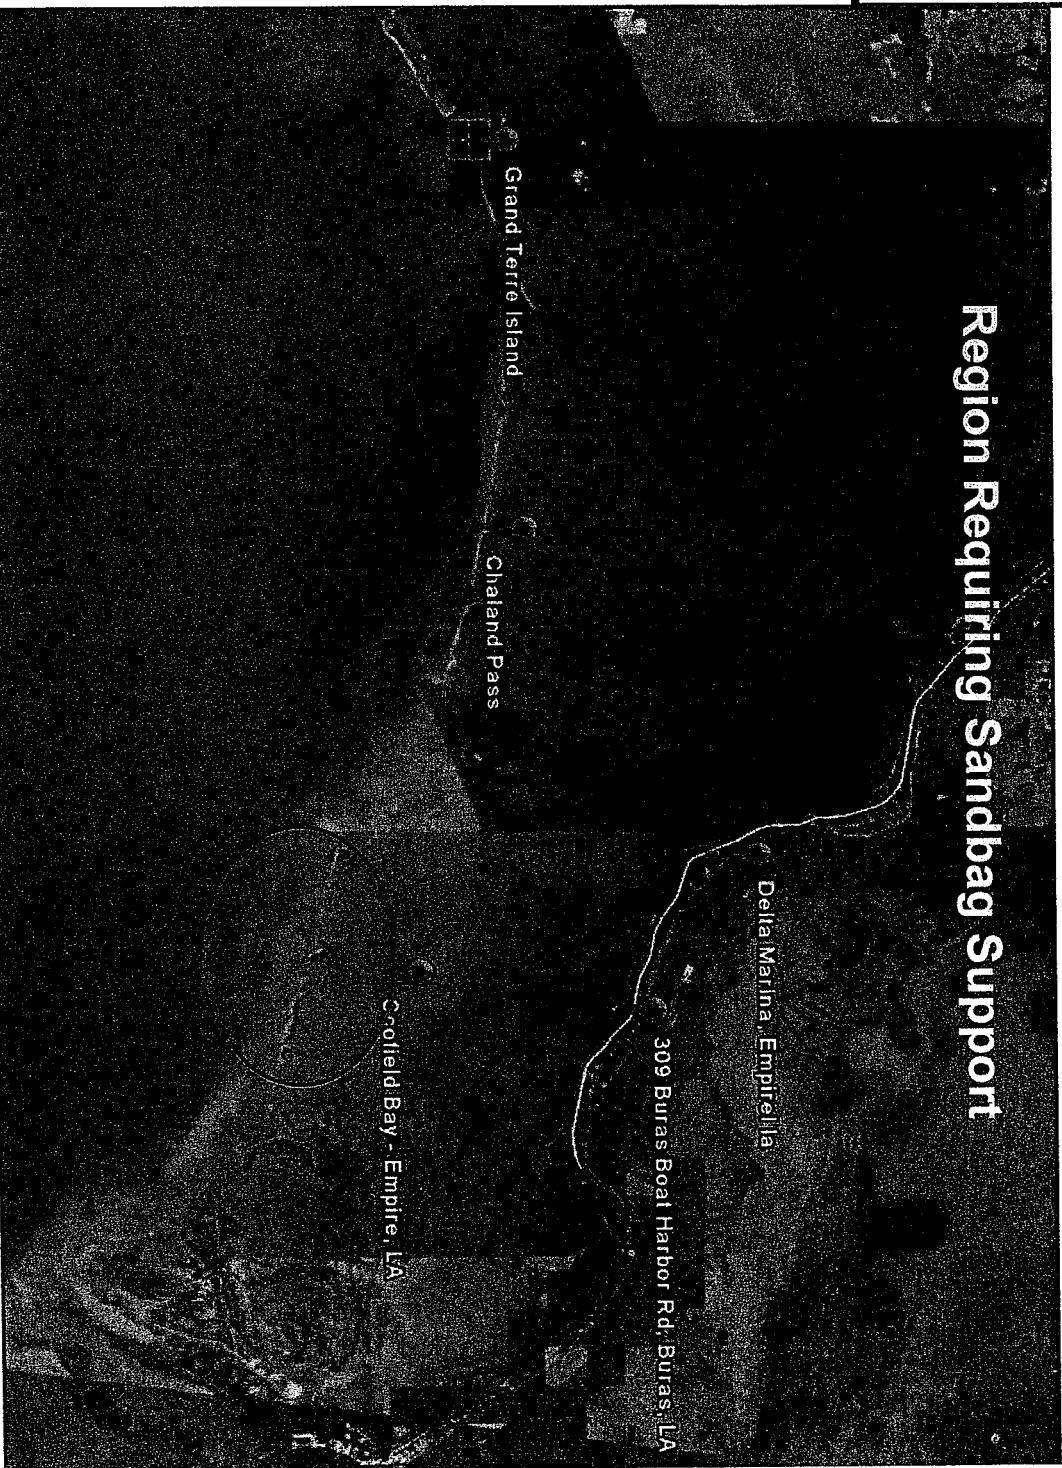 Region Requiring Sandbag Support
Delta Marina, Empire
309 Buras Boat Harbor Rd, Buras, LA
Grand Terre Island
Chaland Pass
Bay - Empire, LA